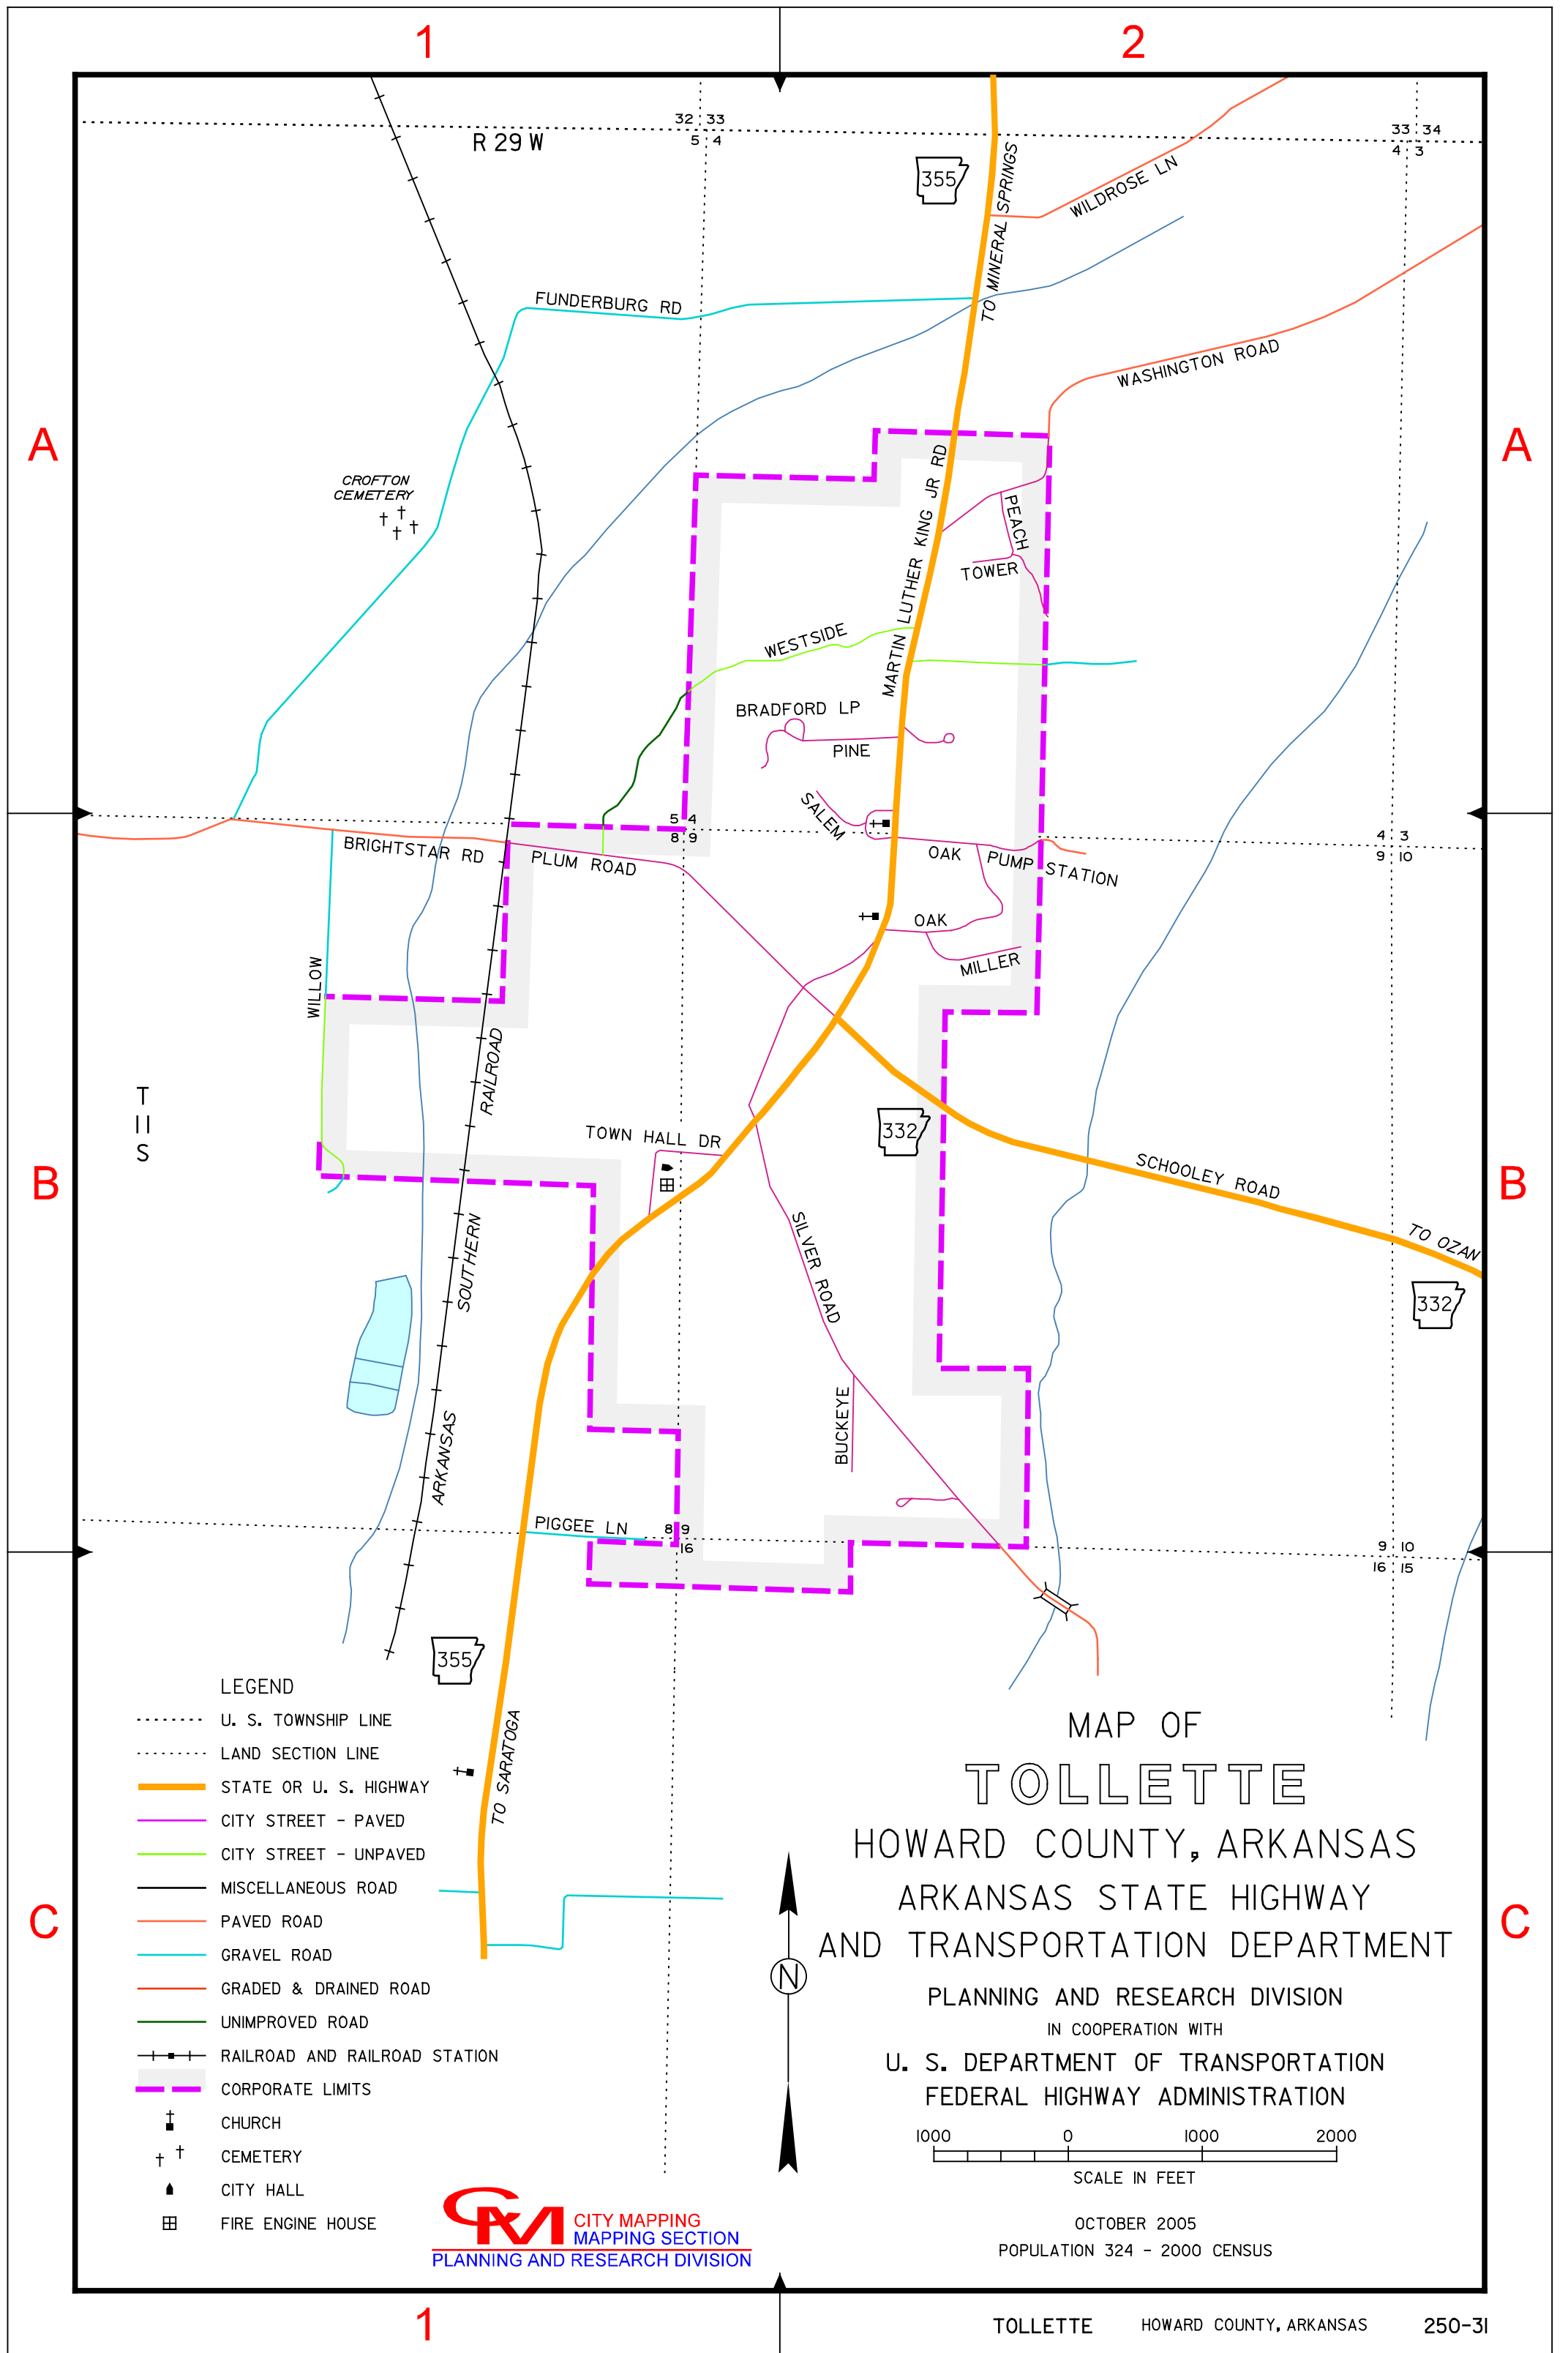 1
2
R 29 W
32 33
5 4
33 34
4 3
355
TO MINERAL SPRINGS
WILDROSE LN
FUNDERBURG RD
WASHINGTON ROAD
A
A
CROFTON
CEMETERY
MARTIN LUTHER KING JR RD
PEACH
TOWER
WESTSIDE
BRADFORD LP
PINE
SALEM
5 4
8 9
4 3
9 10
BRIGHTSTAR RD
PLUM ROAD
OAK
PUMP STATION
OAK
MILLER
WILLOW
RAILROAD
T
11
S
TOWN HALL DR
332
B
B
SCHOOLEY ROAD
TO OZAN
332
SILVER ROAD
SOUTHERN
BUCKEYE
ARKANSAS
PIGGEE LN
8 9
16
9 10
16 15
355
TO SARATOGA
LEGEND
U. S. TOWNSHIP LINE
LAND SECTION LINE
STATE OR U. S. HIGHWAY
CITY STREET - PAVED
CITY STREET - UNPAVED
MISCELLANEOUS ROAD
PAVED ROAD
GRAVEL ROAD
GRADED & DRAINED ROAD
UNIMPROVED ROAD
RAILROAD AND RAILROAD STATION
CORPORATE LIMITS
CHURCH
CEMETERY
CITY HALL
FIRE ENGINE HOUSE
C
C
MAP OF
TOLLETTE
HOWARD COUNTY, ARKANSAS
ARKANSAS STATE HIGHWAY
AND TRANSPORTATION DEPARTMENT
PLANNING AND RESEARCH DIVISION
IN COOPERATION WITH
U. S. DEPARTMENT OF TRANSPORTATION
FEDERAL HIGHWAY ADMINISTRATION
N
1000 0 1000 2000
SCALE IN FEET
OCTOBER 2005
POPULATION 324 - 2000 CENSUS
CM
CITY MAPPING
MAPPING SECTION
PLANNING AND RESEARCH DIVISION
1
TOLLETTE HOWARD COUNTY, ARKANSAS 250-31